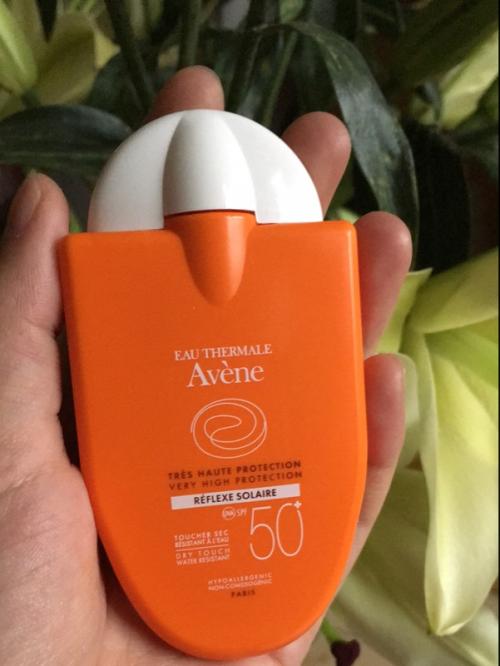 EAU THERMALE
Avène
TRÈS HAUTE PROTECTION
VERY HIGH PROTECTION
RÉFLEXE SOLAIRE
UVA SPF 50+
TOUCHER SEC
RÉSISTANT À L'EAU
DRY TOUCH
WATER RESISTANT
HYPOALLERGENIC
NON-COMEDOGENIC
PARIS